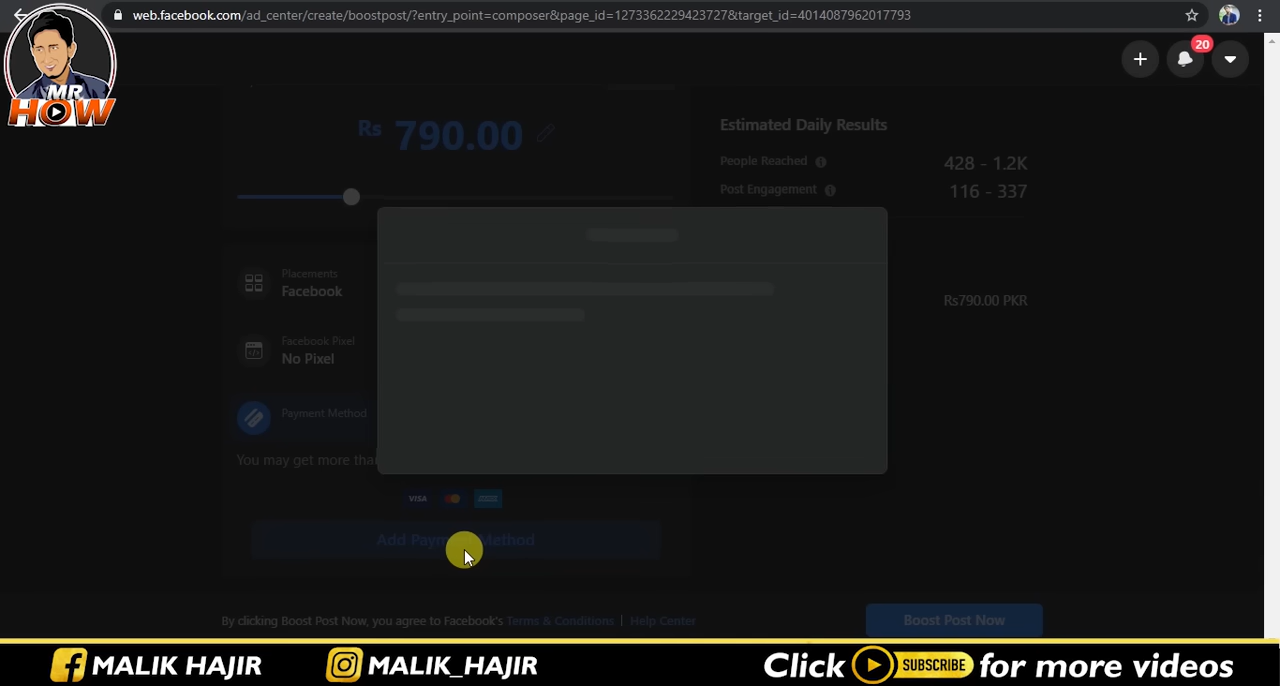 web.facebook.com/ad_center/create/boostpost/?entry_point=composer&page_id=1273362229423727&target_id=4014087962017793
20
MR
HOW
Rs 790.00
Estimated Daily Results
People Reached 428 - 1.2K
Post Engagement 116 - 337
Placements
Facebook
Rs790.00 PKR
Facebook Pixel
No Pixel
Payment Method
You may get more
VISA
Add Payment Method
By clicking Boost Post Now, you agree to Facebook's Terms & Conditions | Help Center
Boost Post Now
MALIK HAJIR
MALIK_HAJIR
Click SUBSCRIBE for more videos